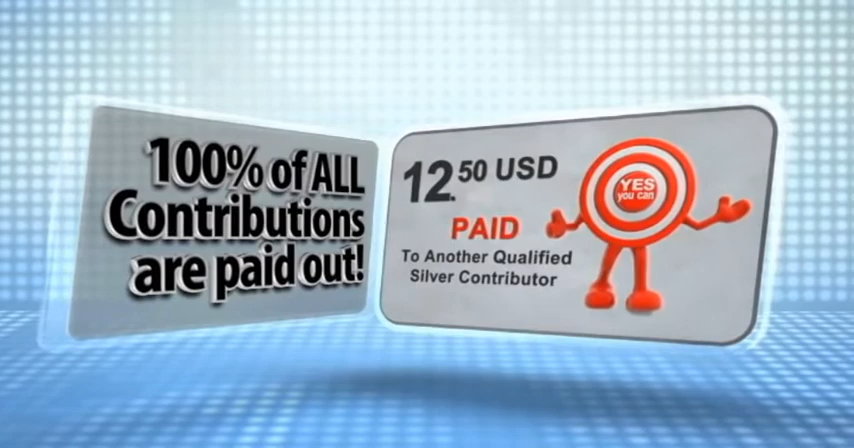 100% of ALL
Contributions
are paid out!
12.50 USD
PAID
To Another Qualified
Silver Contributor
YES
you can